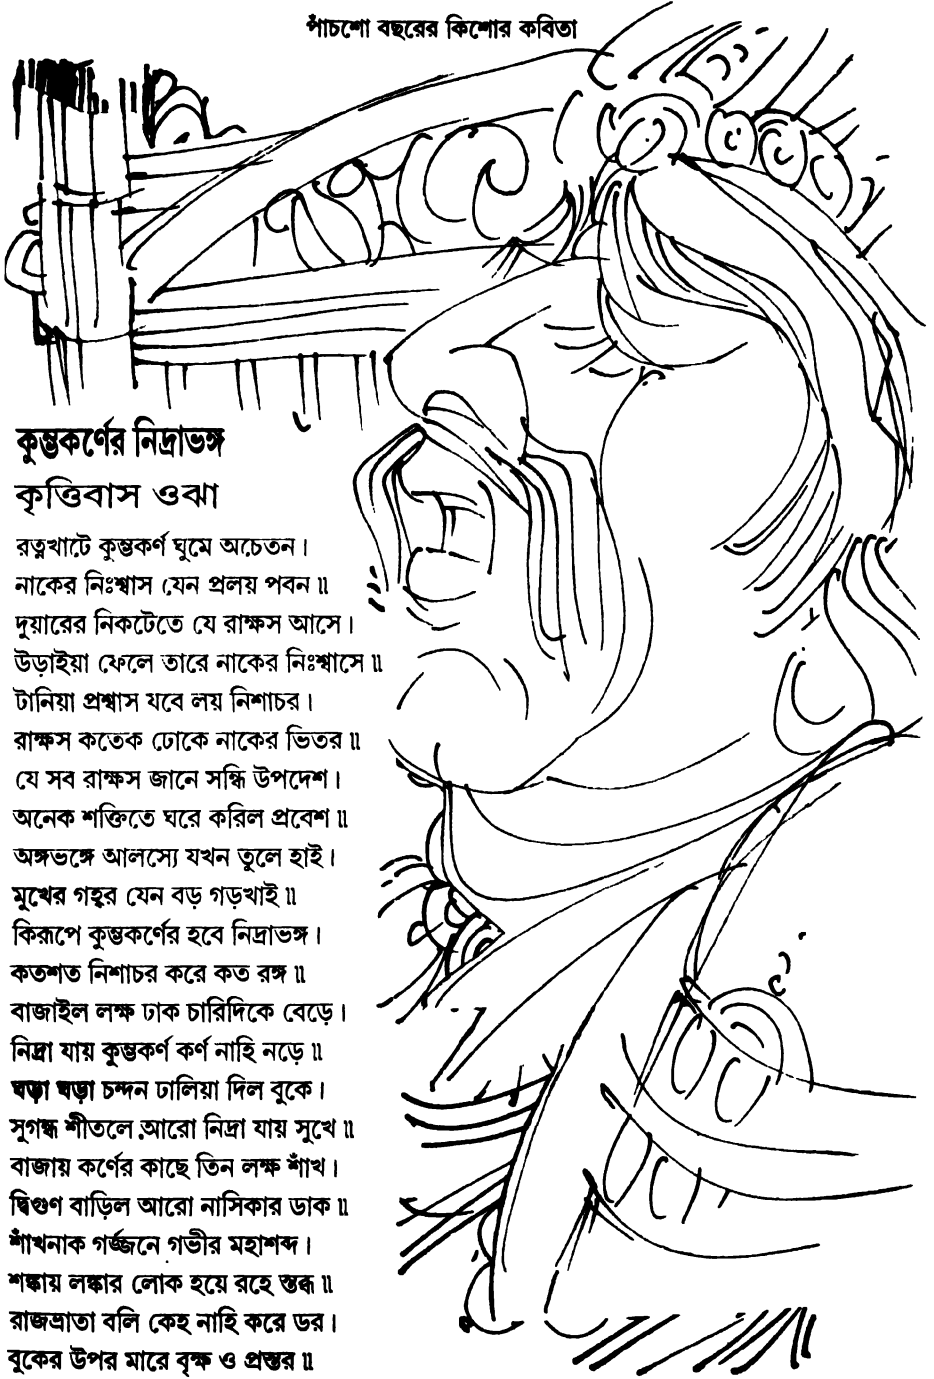 পাঁচশো বছরের কিশোর কবিতা
কুম্ভকর্ণের নিদ্রাভঙ্গ
কৃত্তিবাস ওঝা
রত্নখাটে কুম্ভকর্ণ ঘুমে অচেতন।
নাকের নিঃশ্বাস যেন প্রলয় পবন॥
দুয়ারের নিকটেতে যে রাক্ষস আসে।
উড়াইয়া ফেলে তারে নাকের নিঃশ্বাসে॥
টানিয়া প্রশ্বাস যবে লয় নিশাচর।
রাক্ষস কতেক ঢোকে নাকের ভিতর॥
যে সব রাক্ষস জানে সন্ধি উপদেশ।
অনেক শক্তিতে ঘরে করিল প্রবেশ॥
অঙ্গভঙ্গে আলস্যে যখন তুলে হাই।
মুখের গহ্বর যেন বড় গড়খাই॥
কিরূপে কুম্ভকর্ণের হবে নিদ্রাভঙ্গ।
কতশত নিশাচর করে কত রঙ্গ॥
বাজাইল লক্ষ ঢাক চারিদিকে বেড়ে।
নিদ্রা যায় কুম্ভকর্ণ কর্ণ নাহি নড়ে॥
ঘড়া ঘড়া চন্দন ঢালিয়া দিল বুকে।
সুগন্ধ শীতলে আরো নিদ্রা যায় সুখে॥
বাজায় কর্ণের কাছে তিন লক্ষ শাঁখ।
দ্বিগুণ বাড়িল আরো নাসিকার ডাক॥
শাঁখনাক গর্জ্জনে গভীর মহাশব্দ।
শঙ্কায় লঙ্কার লোক হয়ে রহে স্তব্ধ॥
রাজভ্রাতা বলি কেহ নাহি করে ডর।
বুকের উপর মারে বৃক্ষ ও প্রস্তর॥